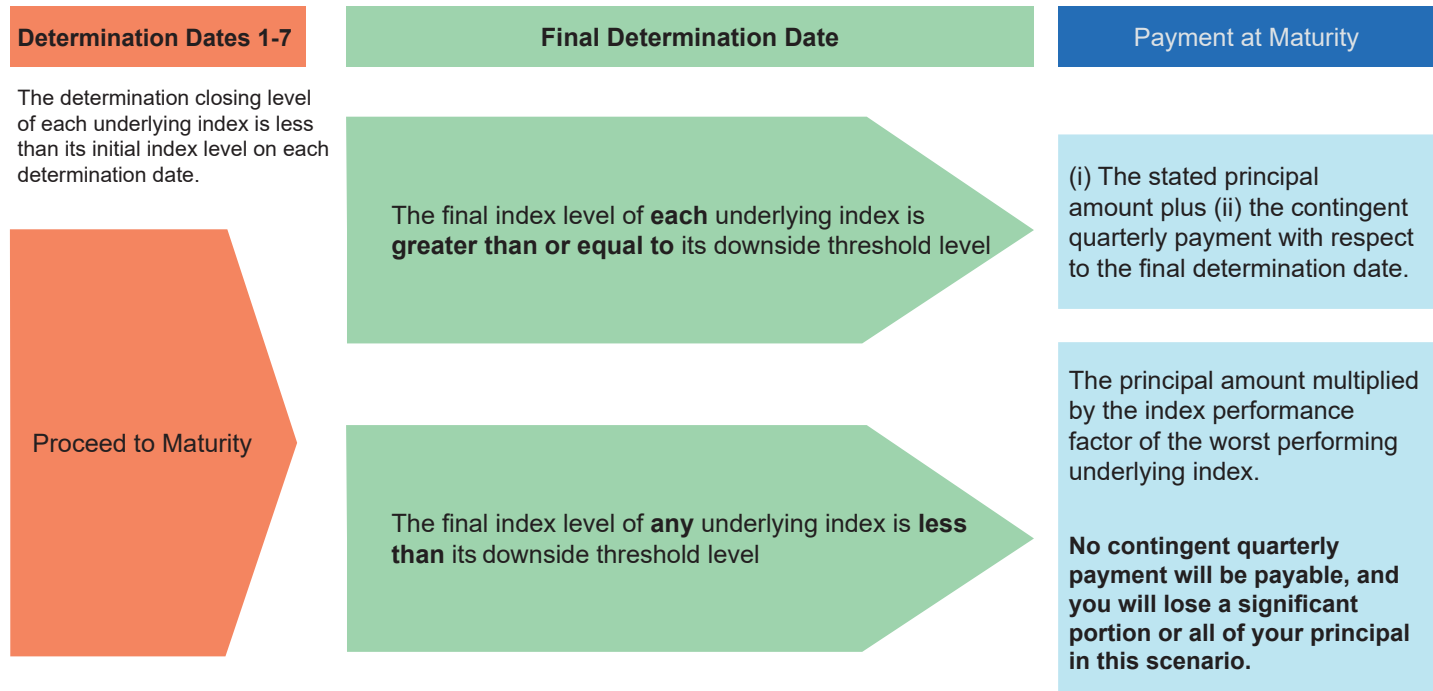 Determination Dates 1-7
Final Determination Date
Payment at Maturity
The determination closing level
of each underlying index is less
than its initial index level on each
determination date.
Proceed to Maturity
The final index level of each underlying index is
greater than or equal to its downside threshold level
(i) The stated principal
amount plus (ii) the contingent
quarterly payment with respect
to the final determination date.
The final index level of any underlying index is less
than its downside threshold level
The principal amount multiplied
by the index performance
factor of the worst performing
underlying index.
No contingent quarterly
payment will be payable, and
you will lose a significant
portion or all of your principal
in this scenario.